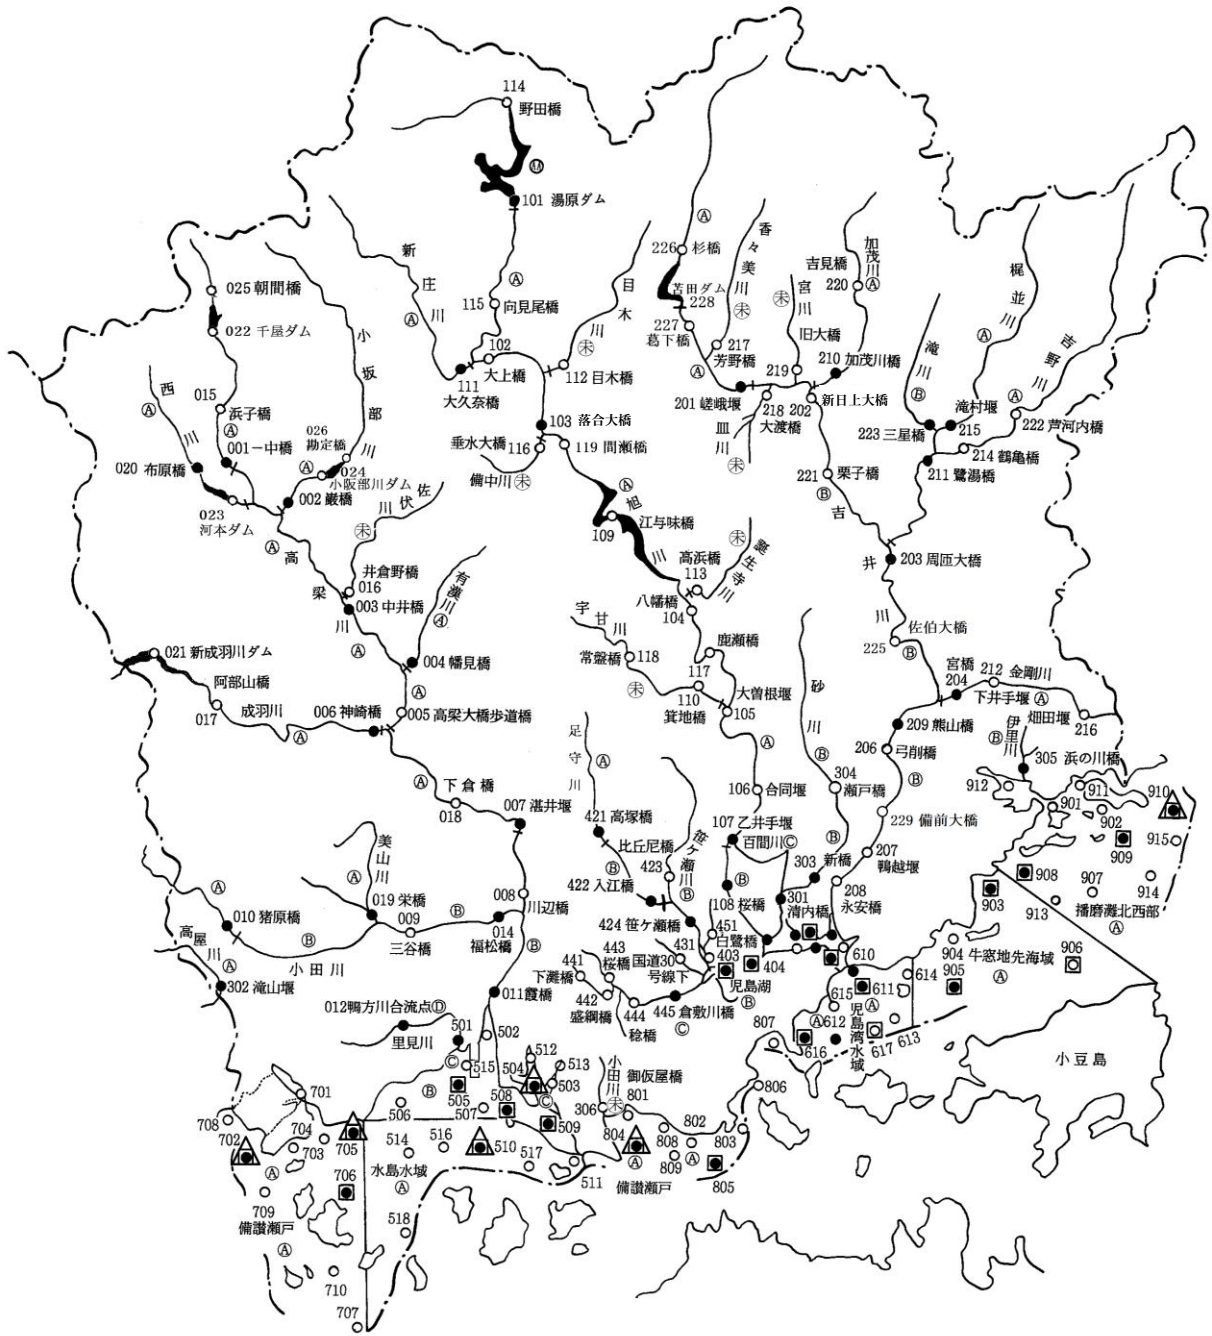 114
野田橋
Ⓜ
101 湯原ダム
新庄川
Ⓐ
Ⓐ
115
向見尾橋
102
大上橋
111
大久奈橋
目木川
㊍
112 目木橋
103 落合大橋
垂水大橋
116
119 間瀬橋
備中川
Ⓐ
226 杉橋
苫田ダム
228
227
葛下橋
香々美川
217
芳野橋
Ⓐ
201 嵯峨堰
宮川
旧大橋
219
218
大渡橋
皿川
加茂川Ⓐ
吉見橋
220
210 加茂川橋
202
新日上大橋
滝川
Ⓑ
梶並川
Ⓐ
吉野川
Ⓐ
滝村堰
223 三星橋
215
222 芦河内橋
214 鶴亀橋
211 鷺湯橋
025 朝間橋
022 千屋ダム
小坂部川
西川
Ⓐ
015
浜子橋
Ⓐ
001一中橋
026
勘定橋
024
小阪部川ダム
Ⓐ
020 布原橋
002 巌橋
023
河本ダム
Ⓐ
高梁川
佐伏川
井倉野橋
016
003 中井橋
有漢川Ⓐ
Ⓐ
004 幡見橋
Ⓐ
021 新成羽川ダム
阿部山橋
017
成羽川
Ⓐ
006 神崎橋
005 高梁大橋歩道橋
Ⓐ
旭川
江与味橋
109
高浜橋
113
誕生寺川
八幡橋
104
宇甘川
常盤橋
118
鹿瀬橋
117
110
箕地橋
大曽根堰
105
Ⓐ
221
栗子橋
Ⓑ
吉井川
203 周匝大橋
佐伯大橋
225
Ⓑ
宮橋
204
212 金剛川
下井手堰 Ⓐ
畑田堰
216
伊里川
Ⓑ
305 浜の川橋
209 熊山橋
206
弓削橋
Ⓑ
砂川
Ⓑ
304
瀬戸橋
Ⓑ
229 備前大橋
207
鴨越堰
208
永安橋
下倉橋
018
007 湛井堰
足守川
Ⓐ
421 高塚橋
比丘尼橋
Ⓑ
423
422 入江橋
笹ヶ瀬川
Ⓑ
106 合同堰
107 乙井手堰
百間川Ⓒ
Ⓑ
108 桜橋
303 新橋
301
清内橋
424 笹ヶ瀬橋
451
白鷺橋
403
404
児島湖
Ⓑ
443
桜橋
国道30
号線下
431
441
下灘橋
442
盛綱橋
444
稔橋
445 倉敷川橋
Ⓒ
美山川
Ⓐ
Ⓐ
019 栄橋
009
三谷橋
Ⓑ
010 猪原橋
Ⓑ
小田川
008
川辺橋
014
福松橋
Ⓑ
高屋川
Ⓐ
302 滝山堰
011霞橋
012鴨方川合流点Ⓓ
里見川
501
502
Ⓒ
515
505
Ⓑ
506
507
508
504
512
513
503
Ⓒ
509
510
511
514
516
517
518
水島水域
Ⓐ
701
708
702
704
703
705
706
709
備讃瀬戸
Ⓐ
710
707
小田川
御仮屋橋
801
306
804
Ⓐ
808
809
802
Ⓐ
803
805
備讃瀬戸
806
807
610
611
Ⓐ
612
児島湾水域
613
614
615
Ⓐ
616
617
912
901
911
902
910
909
915
914
907
908
903
913
播磨灘北西部
Ⓐ
904
905
906
牛窓地先海域
Ⓐ
小豆島